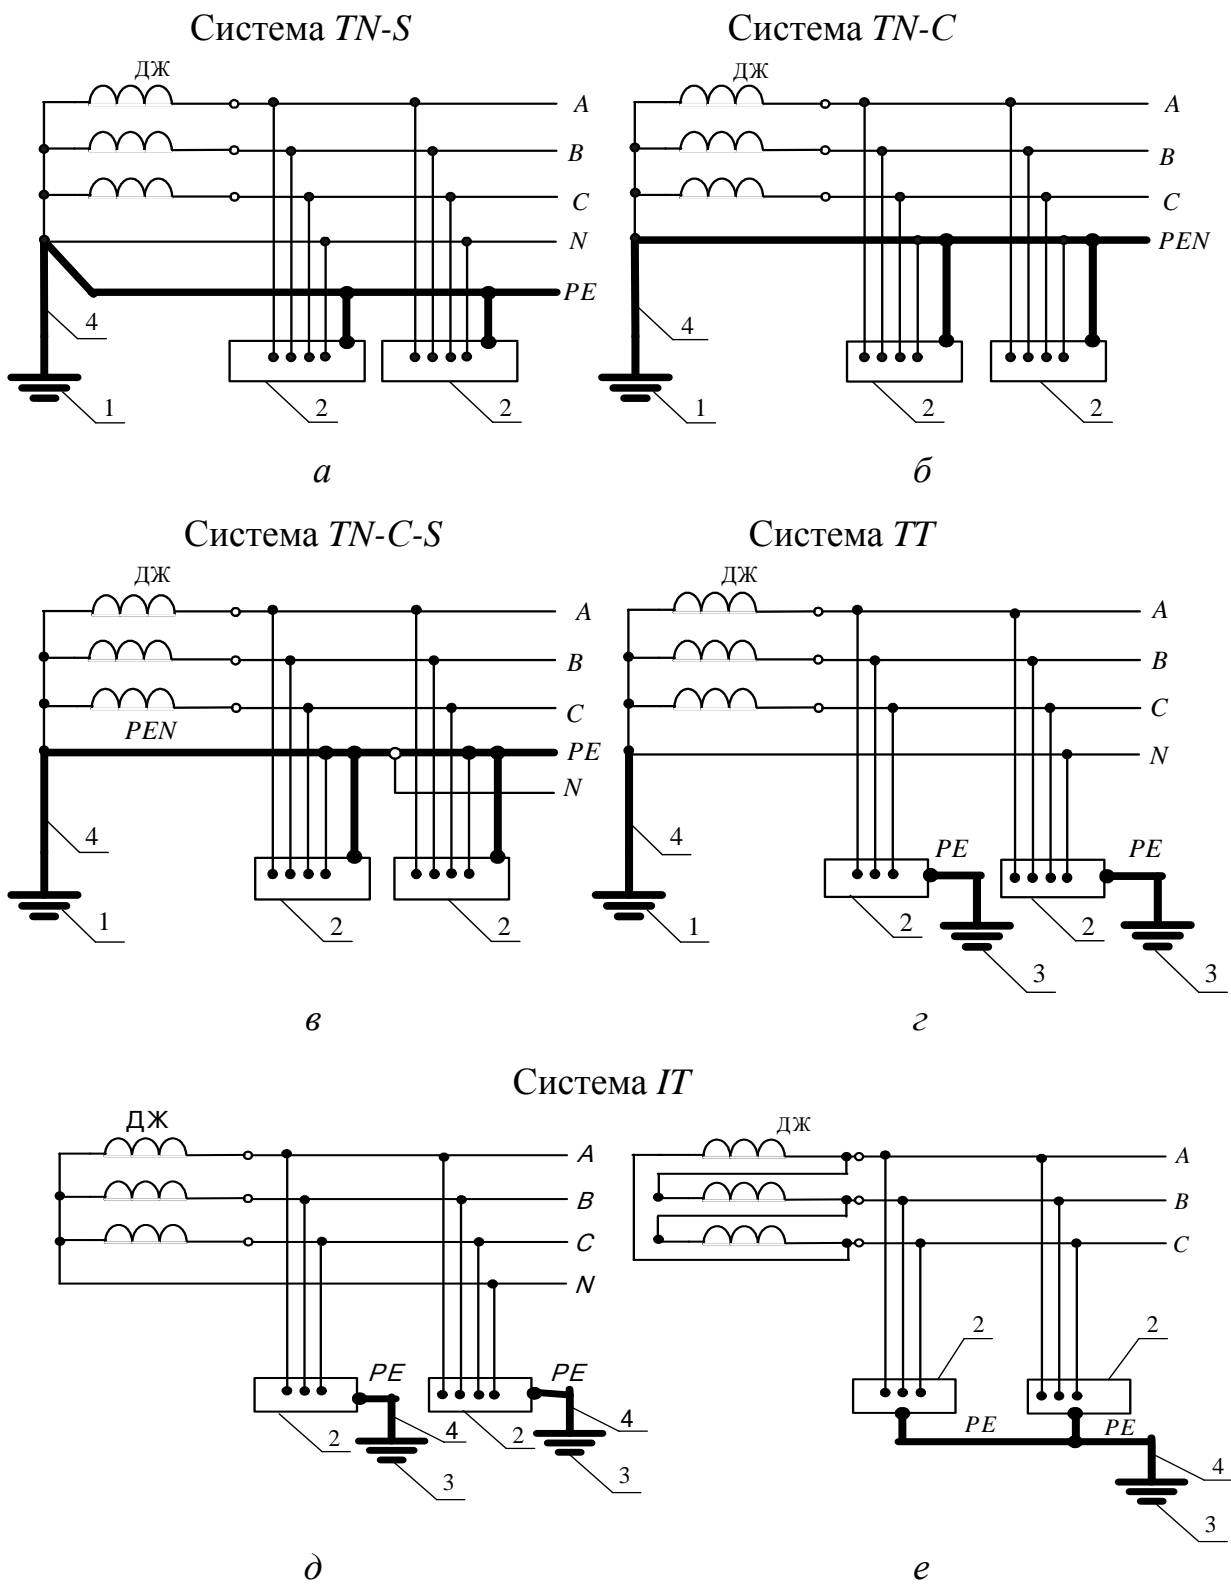 Система TN-S
Система TN-C
ДЖ
ДЖ
A
A
B
B
C
C
N
PEN
PE
4
4
1
2
2
1
2
2
а
б
Система TN-C-S
Система TT
ДЖ
ДЖ
A
A
B
B
C
C
PEN
PE
N
N
4
4
PE
PE
1
2
2
1
2
2
3
3
в
г
Система IT
ДЖ
ДЖ
A
A
B
B
C
C
N
2
2
PE
PE
4
2
4
2
PE
PE
3
3
4
3
д
е